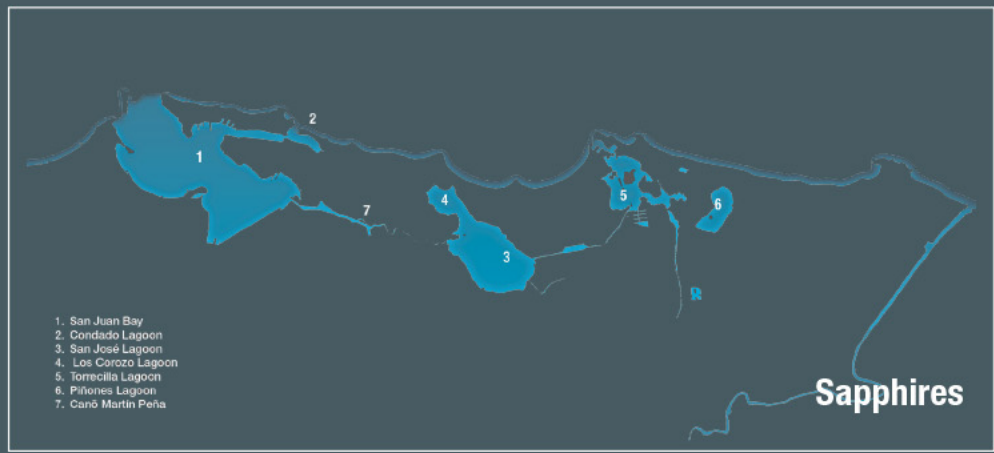 2
1
4
5
6
7
3
1. San Juan Bay
2. Condado Lagoon
3. San José Lagoon
4. Los Corozo Lagoon
5. Torrecilla Lagoon
6. Piñones Lagoon
7. Canõ Martín Peña
Sapphires